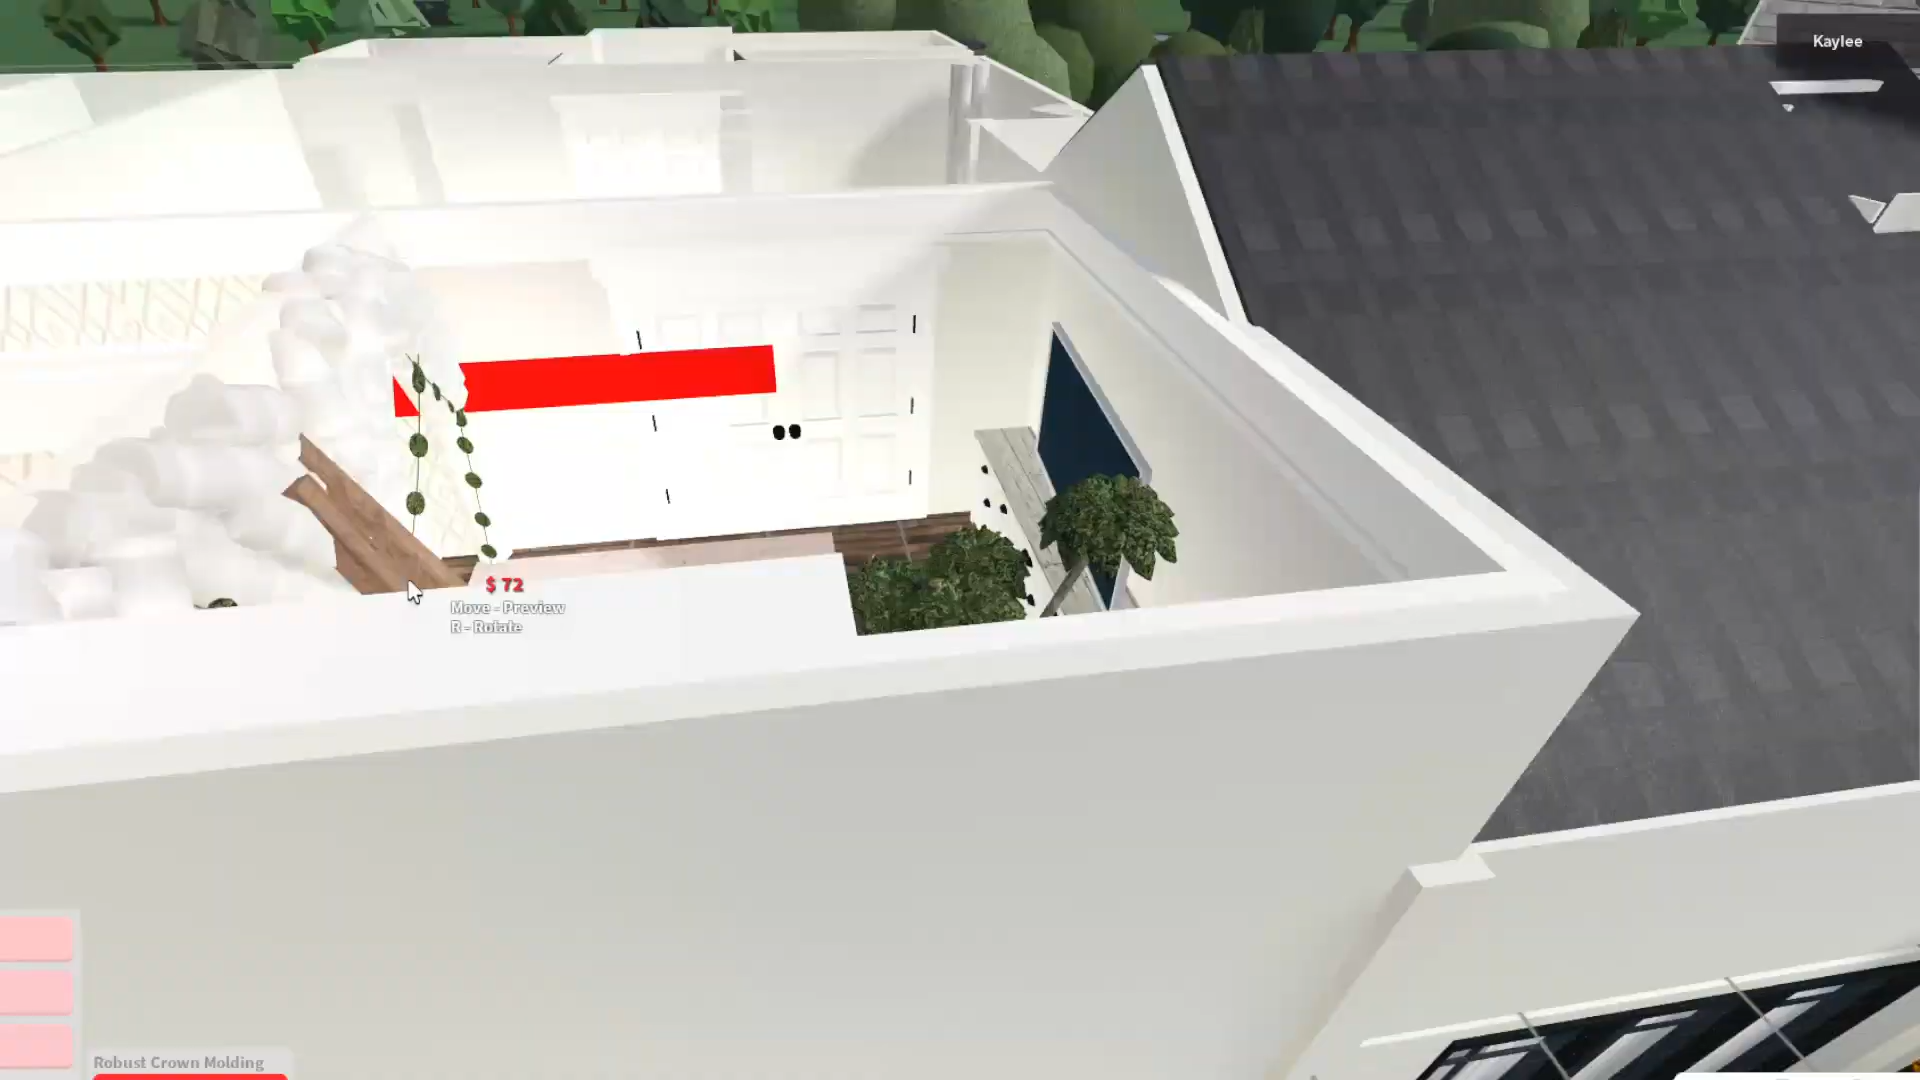 Kaylee
$ 72
Move - Preview
R - Rotate
Robust Crown Molding